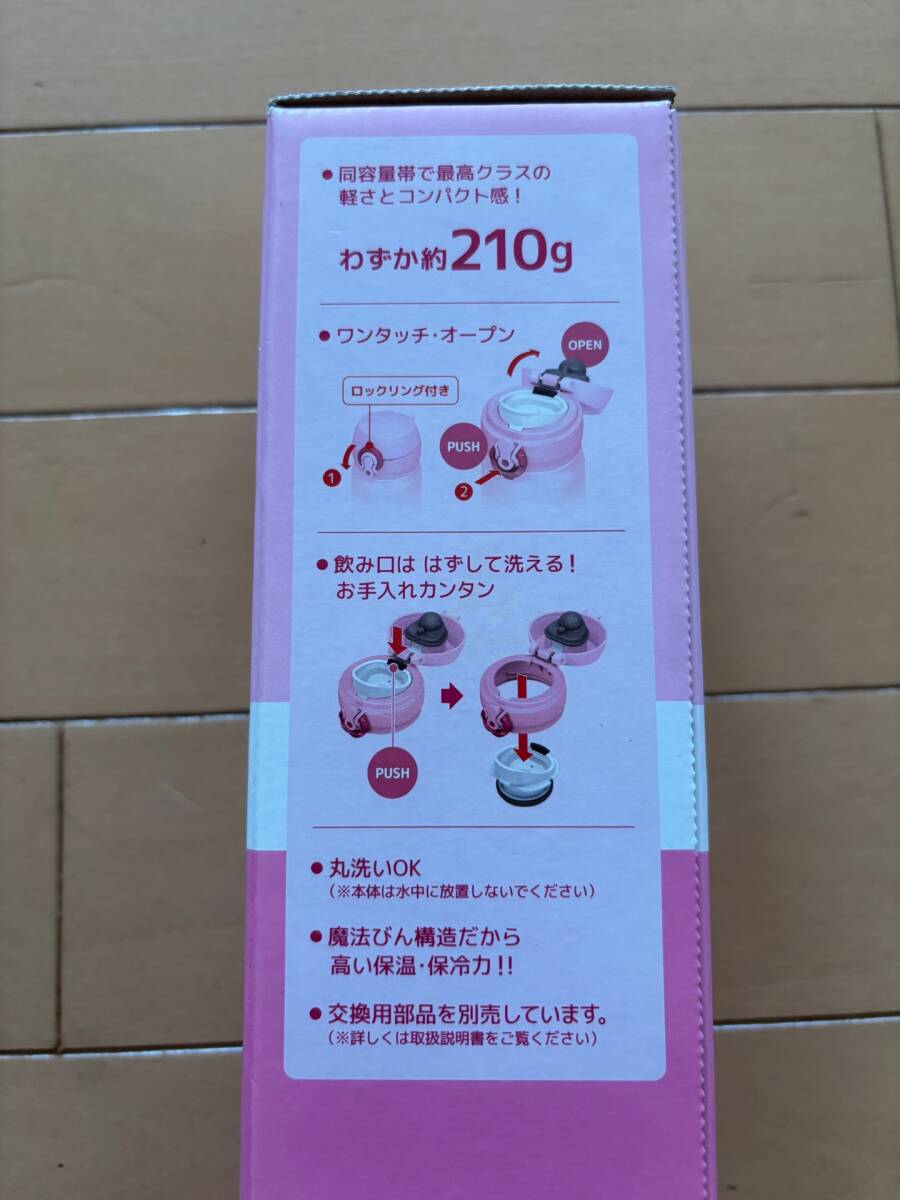 ● 同容量帯で最高クラスの
軽さとコンパクト感！
わずか約210g
● ワンタッチ・オープン
OPEN
ロックリング付き
PUSH
1
2
● 飲み口は はずして洗える！
お手入れカンタン
PUSH
● 丸洗いOK
（※本体は水中に放置しないでください）
● 魔法びん構造だから
高い保温・保冷力！！
● 交換用部品を別売しています。
（※詳しくは取扱説明書をご覧ください）